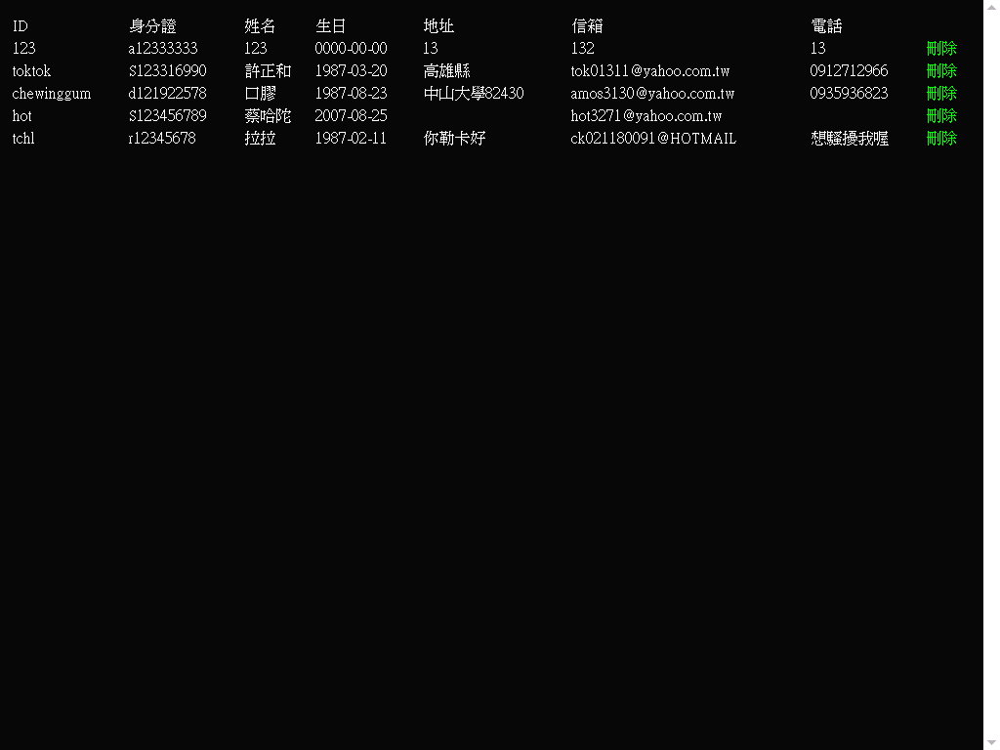 ID 身分證 姓名 生日 地址 信箱 電話
123 a12333333 123 0000-00-00 13 132 13 刪除
toktok S123316990 許正和 1987-03-20 高雄縣 tok01311@yahoo.com.tw 0912712966 刪除
chewinggum d121922578 口膠 1987-08-23 中山大學82430 amos3130@yahoo.com.tw 0935936823 刪除
hot S123456789 蔡哈陀 2007-08-25 hot3271@yahoo.com.tw 刪除
tchl r12345678 拉拉 1987-02-11 你勒卡好 ck021180091@HOTMAIL 想騷擾我喔 刪除